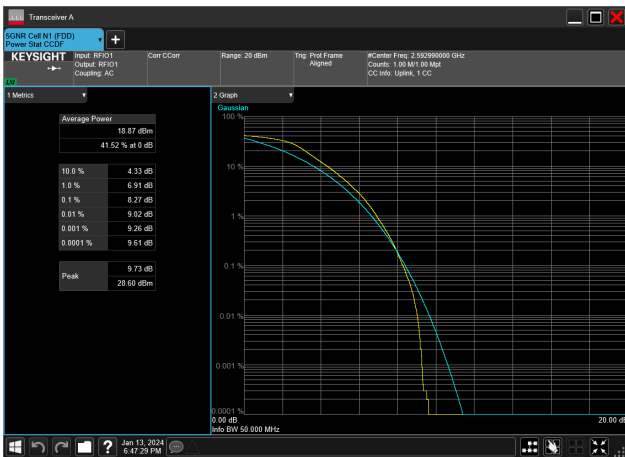 Transceiver A
5GNR Cell N1 (FDD)
Power Stat CCDF
KEYSIGHT
Input: RFIO1
Output: RFIO1
Coupling: AC
Corr CCorr
Range: 20 dBm
Trig: Prot Frame
Aligned
#Center Freq: 2.592990000 GHz
Counts: 1.00 M/1.00 Mpt
CC Info: Uplink, 1 CC
1 Metrics
Average Power
18.87 dBm
41.52 % at 0 dB
10.0 % 4.33 dB
1.0 % 6.91 dB
0.1 % 8.27 dB
0.01 % 9.02 dB
0.001 % 9.26 dB
0.0001 % 9.61 dB
Peak
9.73 dB
28.60 dBm
2 Graph
Gaussian
100 %
10 %
1 %
0.1 %
0.01 %
0.001 %
0.0001 %
0.00 dB
20.00 dB
Info BW 50.000 MHz
Jan 13, 2024
6:47:29 PM